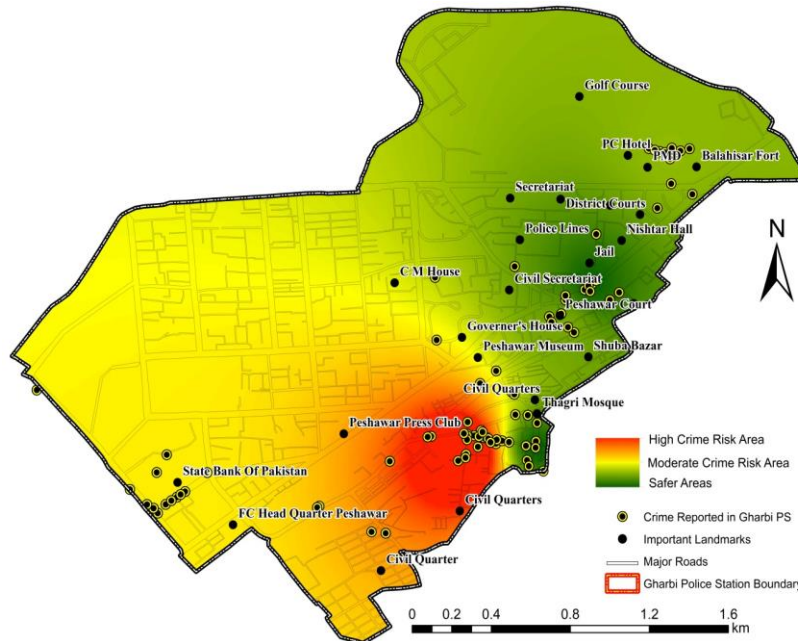 Golf Course
PC Hotel
PMD
Balahisar Fort
Secretariat
District Courts
Police Lines
Nishtar Hall
Jail
N
C M House
Civil Secretariat
Peshawar Court
Governer's House
Peshawar Museum
Shuba Bazar
Civil Quarters
Thagri Mosque
Peshawar Press Club
State Bank Of Pakistan
Civil Quarters
FC Head Quarter Peshawar
Civil Quarter
High Crime Risk Area
Moderate Crime Risk Area
Safer Areas
Crime Reported in Gharbi PS
Important Landmarks
Major Roads
Gharbi Police Station Boundary
0 0.2 0.4 0.8 1.2 1.6
km